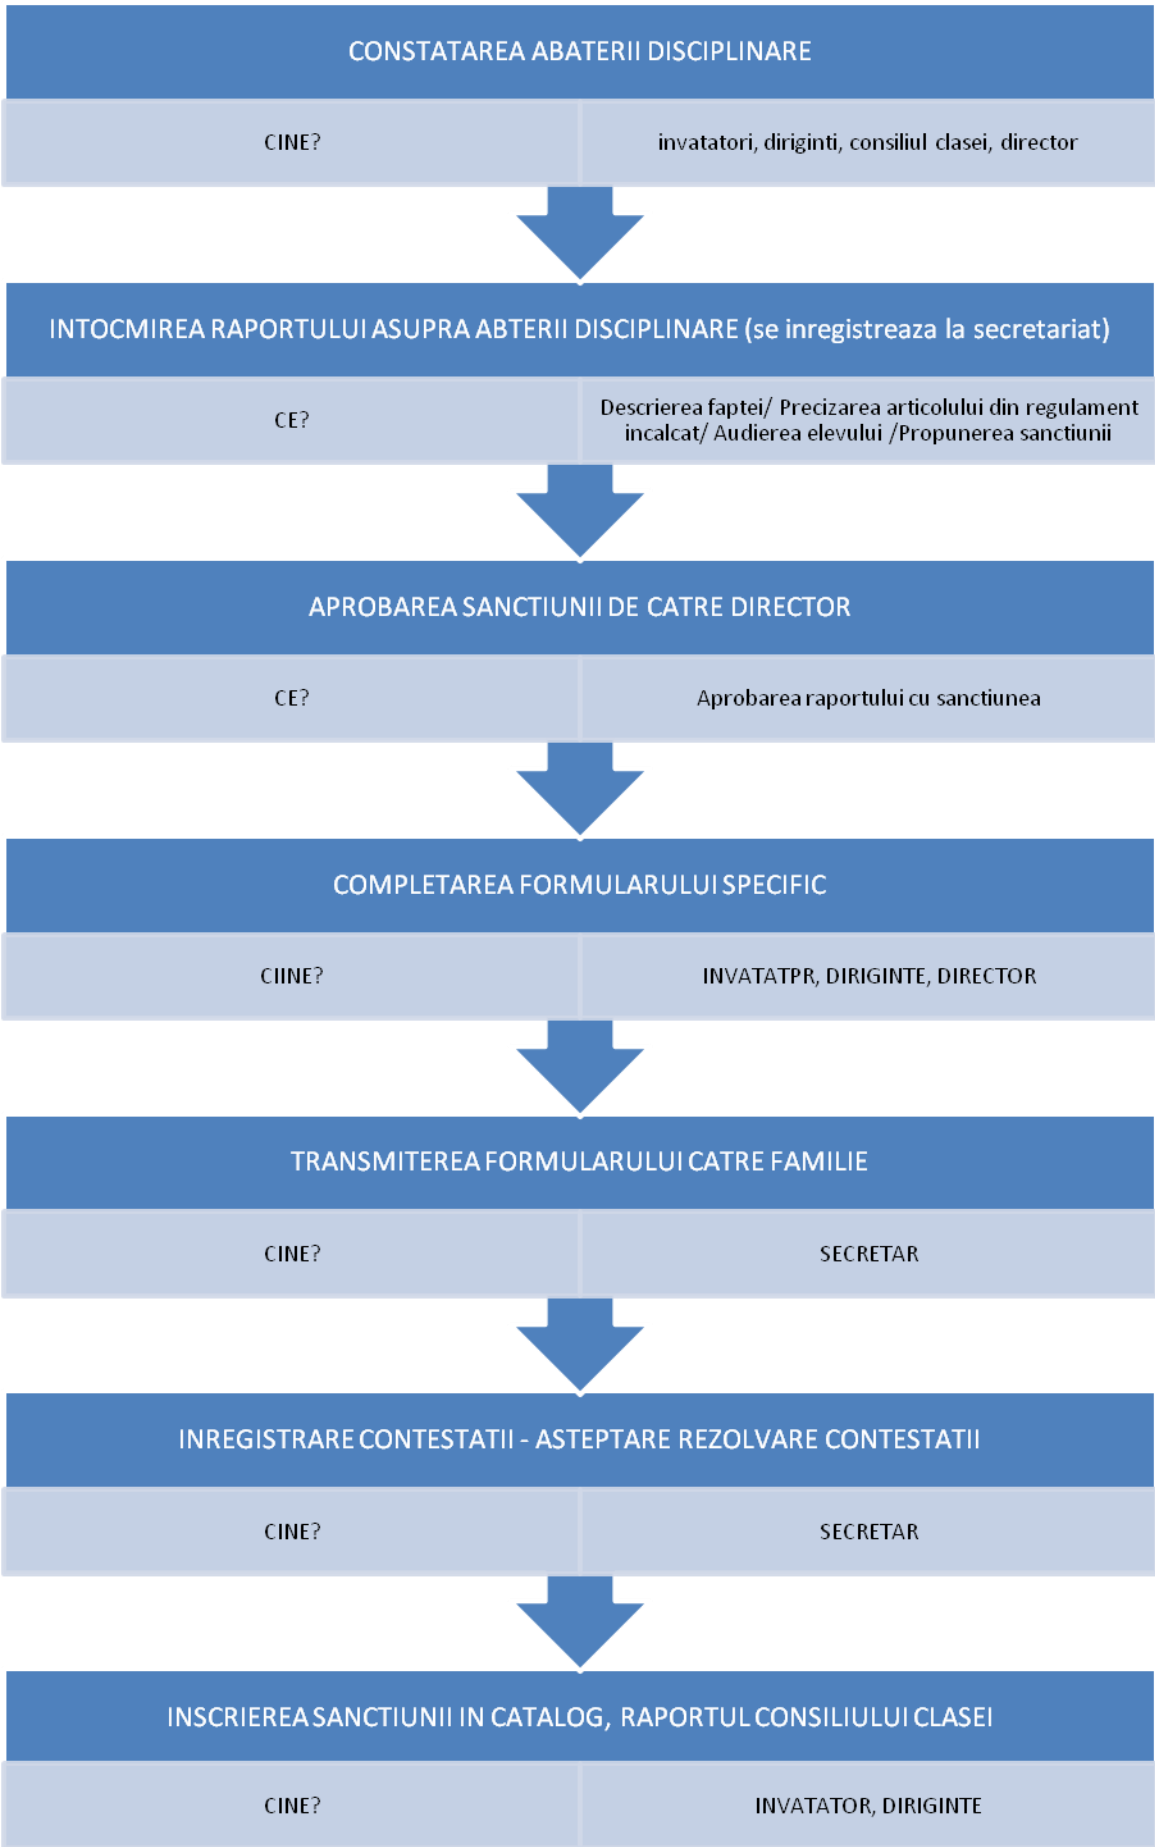 CONSTATAREA ABATERII DISCIPLINARE
CINE?
invatatori, diriginti, consiliul clasei, director
INTOCMIREA RAPORTULUI ASUPRA ABTERII DISCIPLINARE (se inregistreaza la secretariat)
CE?
Descrierea faptei/ Precizarea articolului din regulament
incalcat/ Audierea elevului /Propunerea sanctiunii
APROBAREA SANCTIUNII DE CATRE DIRECTOR
CE?
Aprobarea raportului cu sanctiunea
COMPLETAREA FORMULARULUI SPECIFIC
CIINE?
INVATATPR, DIRIGINTE, DIRECTOR
TRANSMITEREA FORMULARULUI CATRE FAMILIE
CINE?
SECRETAR
INREGISTRARE CONTESTATII - ASTEPTARE REZOLVARE CONTESTATII
CINE?
SECRETAR
INSCRIEREA SANCTIUNII IN CATALOG, RAPORTUL CONSILIULUI CLASEI
CINE?
INVATATOR, DIRIGINTE